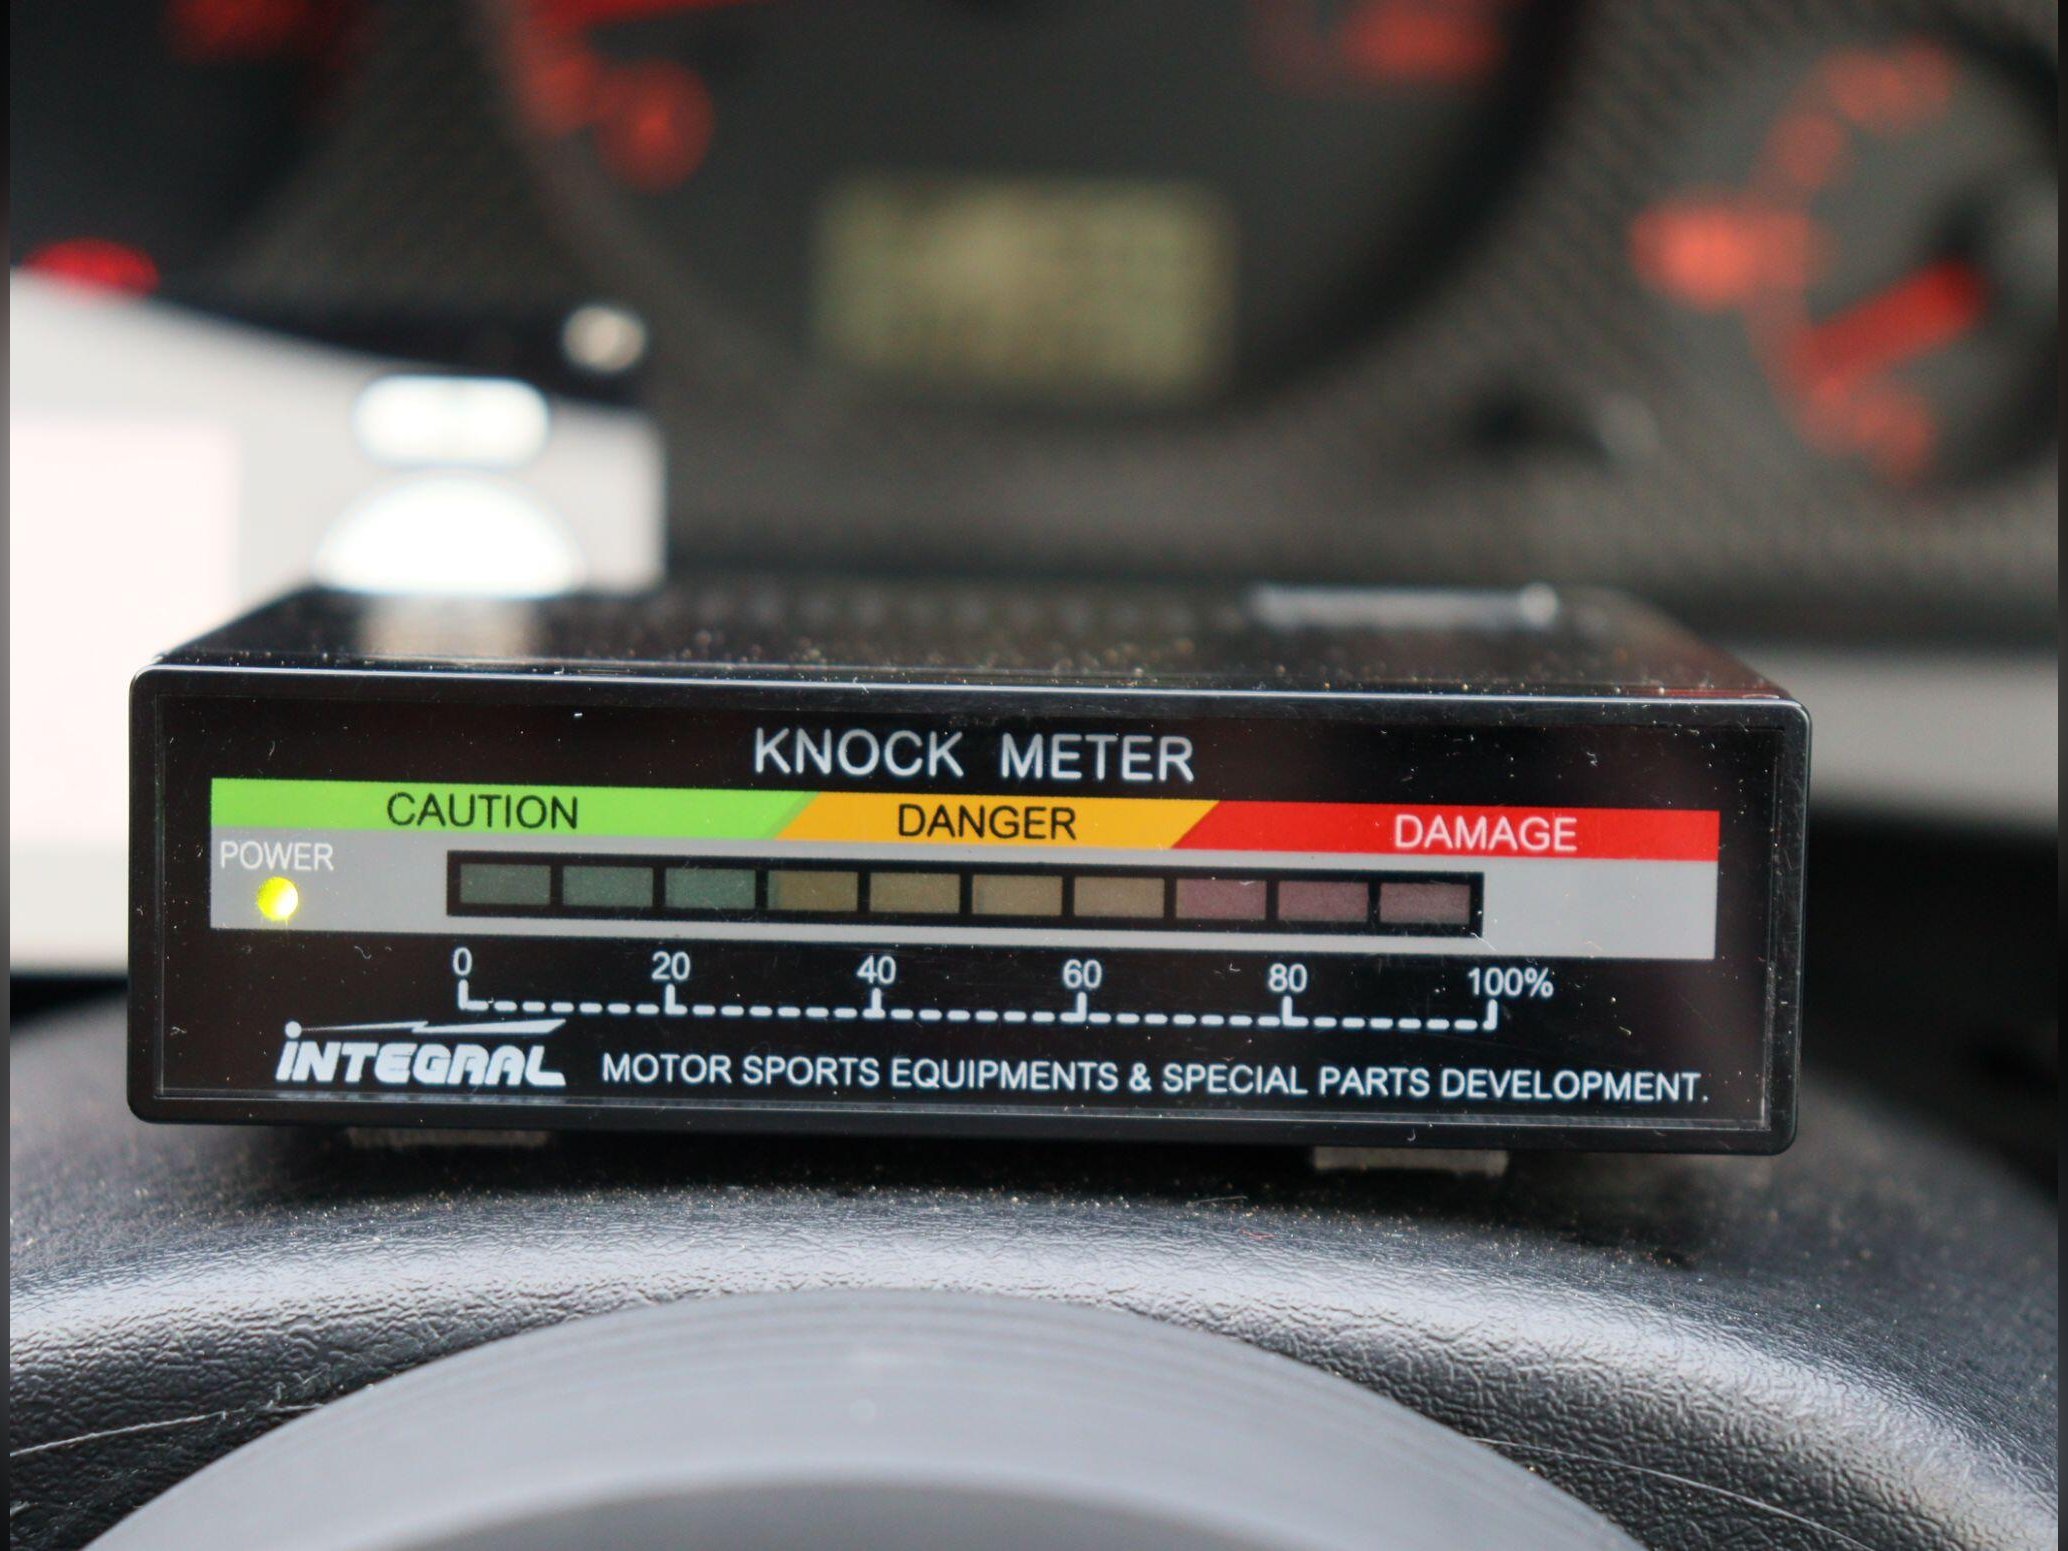 KNOCK METER
CAUTION DANGER DAMAGE
POWER
0 20 40 60 80 100%
iNTEGRAL MOTOR SPORTS EQUIPMENTS & SPECIAL PARTS DEVELOPMENT.